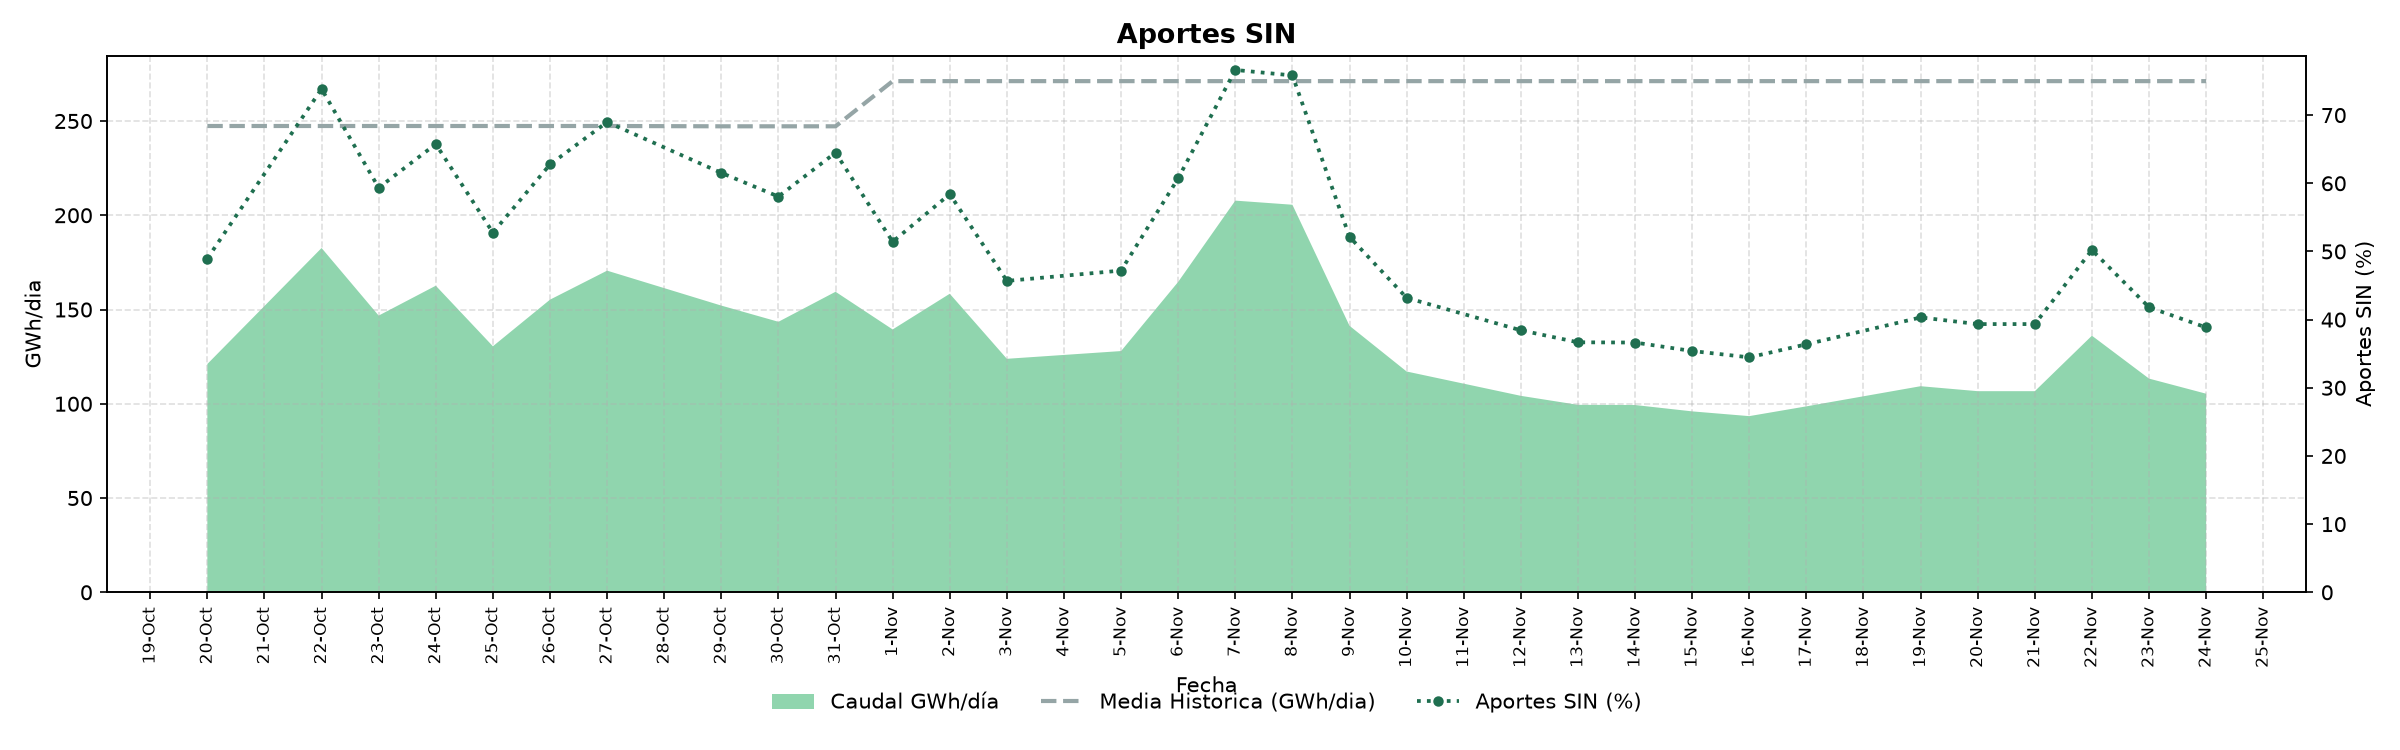 Aportes SIN
GWh/dia
250
200
150
100
50
0
70
60
50
40
30
20
10
0
Aportes SIN (%)
19-Oct
20-Oct
21-Oct
22-Oct
23-Oct
24-Oct
25-Oct
26-Oct
27-Oct
28-Oct
29-Oct
30-Oct
31-Oct
1-Nov
2-Nov
3-Nov
4-Nov
5-Nov
6-Nov
7-Nov
8-Nov
9-Nov
10-Nov
11-Nov
12-Nov
13-Nov
14-Nov
15-Nov
16-Nov
17-Nov
18-Nov
19-Nov
20-Nov
21-Nov
22-Nov
23-Nov
24-Nov
25-Nov
Fecha
Caudal GWh/día
Media Historica (GWh/dia)
Aportes SIN (%)